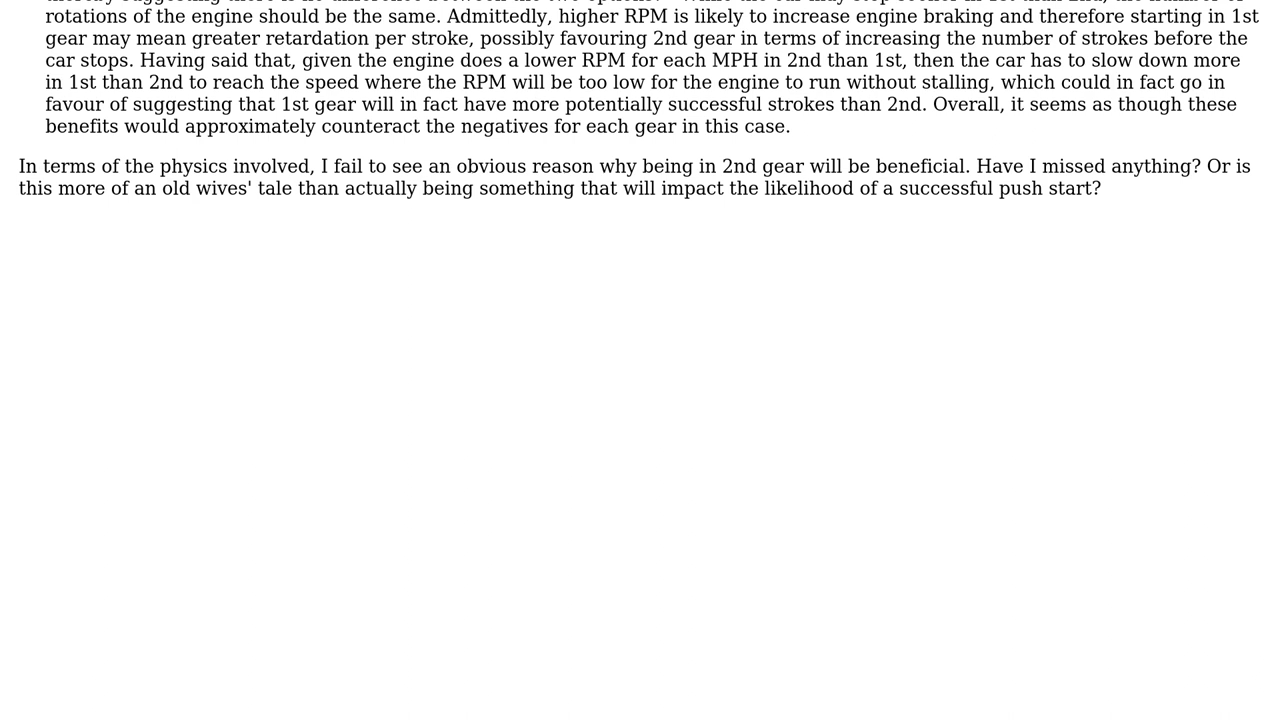 rotations of the engine should be the same. Admittedly, higher RPM is likely to increase engine braking and therefore starting in 1st
gear may mean greater retardation per stroke, possibly favouring 2nd gear in terms of increasing the number of strokes before the
car stops. Having said that, given the engine does a lower RPM for each MPH in 2nd than 1st, then the car has to slow down more
in 1st than 2nd to reach the speed where the RPM will be too low for the engine to run without stalling, which could in fact go in
favour of suggesting that 1st gear will in fact have more potentially successful strokes than 2nd. Overall, it seems as though these
benefits would approximately counteract the negatives for each gear in this case.
In terms of the physics involved, I fail to see an obvious reason why being in 2nd gear will be beneficial. Have I missed anything? Or is
this more of an old wives' tale than actually being something that will impact the likelihood of a successful push start?